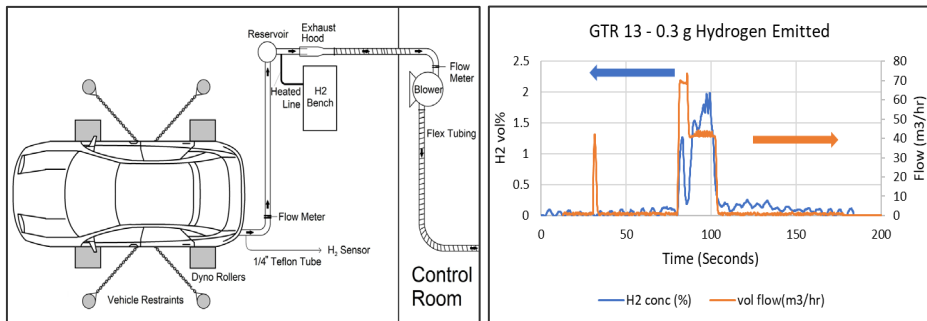 Reservoir
Exhaust
Hood
Flow
Meter
Heated
Line
H2
Bench
Blower
Flex Tubing
Flow Meter
H2 Sensor
1/4" Teflon Tube
Dyno Rollers
Vehicle Restraints
Control
Room
GTR 13 - 0.3 g Hydrogen Emitted
H2 vol%
2.5
2
1.5
1
0.5
0
80
70
60
50
40
30
20
10
0
Flow (m3/hr)
0 50 100 150 200
Time (Seconds)
H2 conc (%) vol flow(m3/hr)